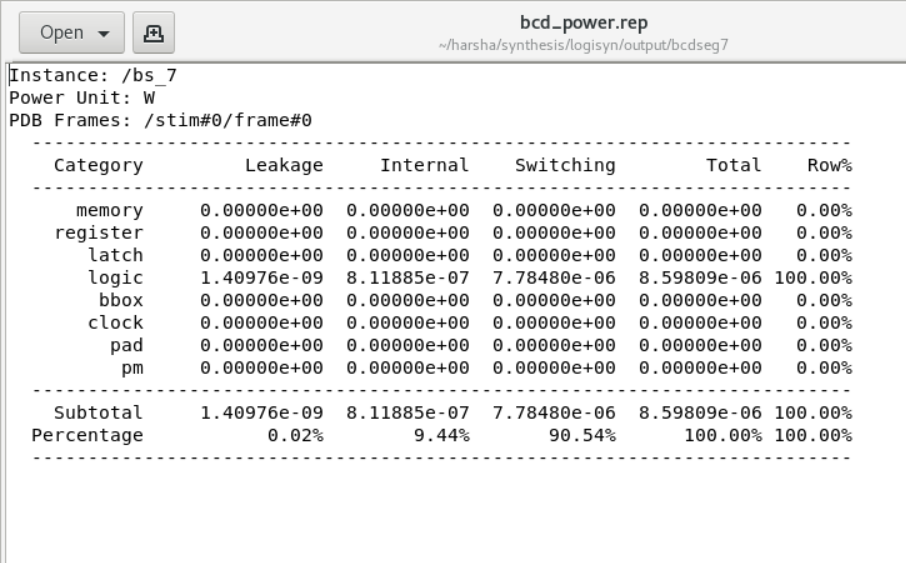 Open
bcd_power.rep
~/harsha/synthesis/logisyn/output/bcdseg7
Instance: /bs_7
Power Unit: W
PDB Frames: /stim#0/frame#0
-------------------------------------------------------------------------
Category Leakage Internal Switching Total Row%
-------------------------------------------------------------------------
memory 0.00000e+00 0.00000e+00 0.00000e+00 0.00000e+00 0.00%
register 0.00000e+00 0.00000e+00 0.00000e+00 0.00000e+00 0.00%
latch 0.00000e+00 0.00000e+00 0.00000e+00 0.00000e+00 0.00%
logic 1.40976e-09 8.11885e-07 7.78480e-06 8.59809e-06 100.00%
bbox 0.00000e+00 0.00000e+00 0.00000e+00 0.00000e+00 0.00%
clock 0.00000e+00 0.00000e+00 0.00000e+00 0.00000e+00 0.00%
pad 0.00000e+00 0.00000e+00 0.00000e+00 0.00000e+00 0.00%
pm 0.00000e+00 0.00000e+00 0.00000e+00 0.00000e+00 0.00%
-------------------------------------------------------------------------
Subtotal 1.40976e-09 8.11885e-07 7.78480e-06 8.59809e-06 100.00%
Percentage 0.02% 9.44% 90.54% 100.00% 100.00%
-------------------------------------------------------------------------